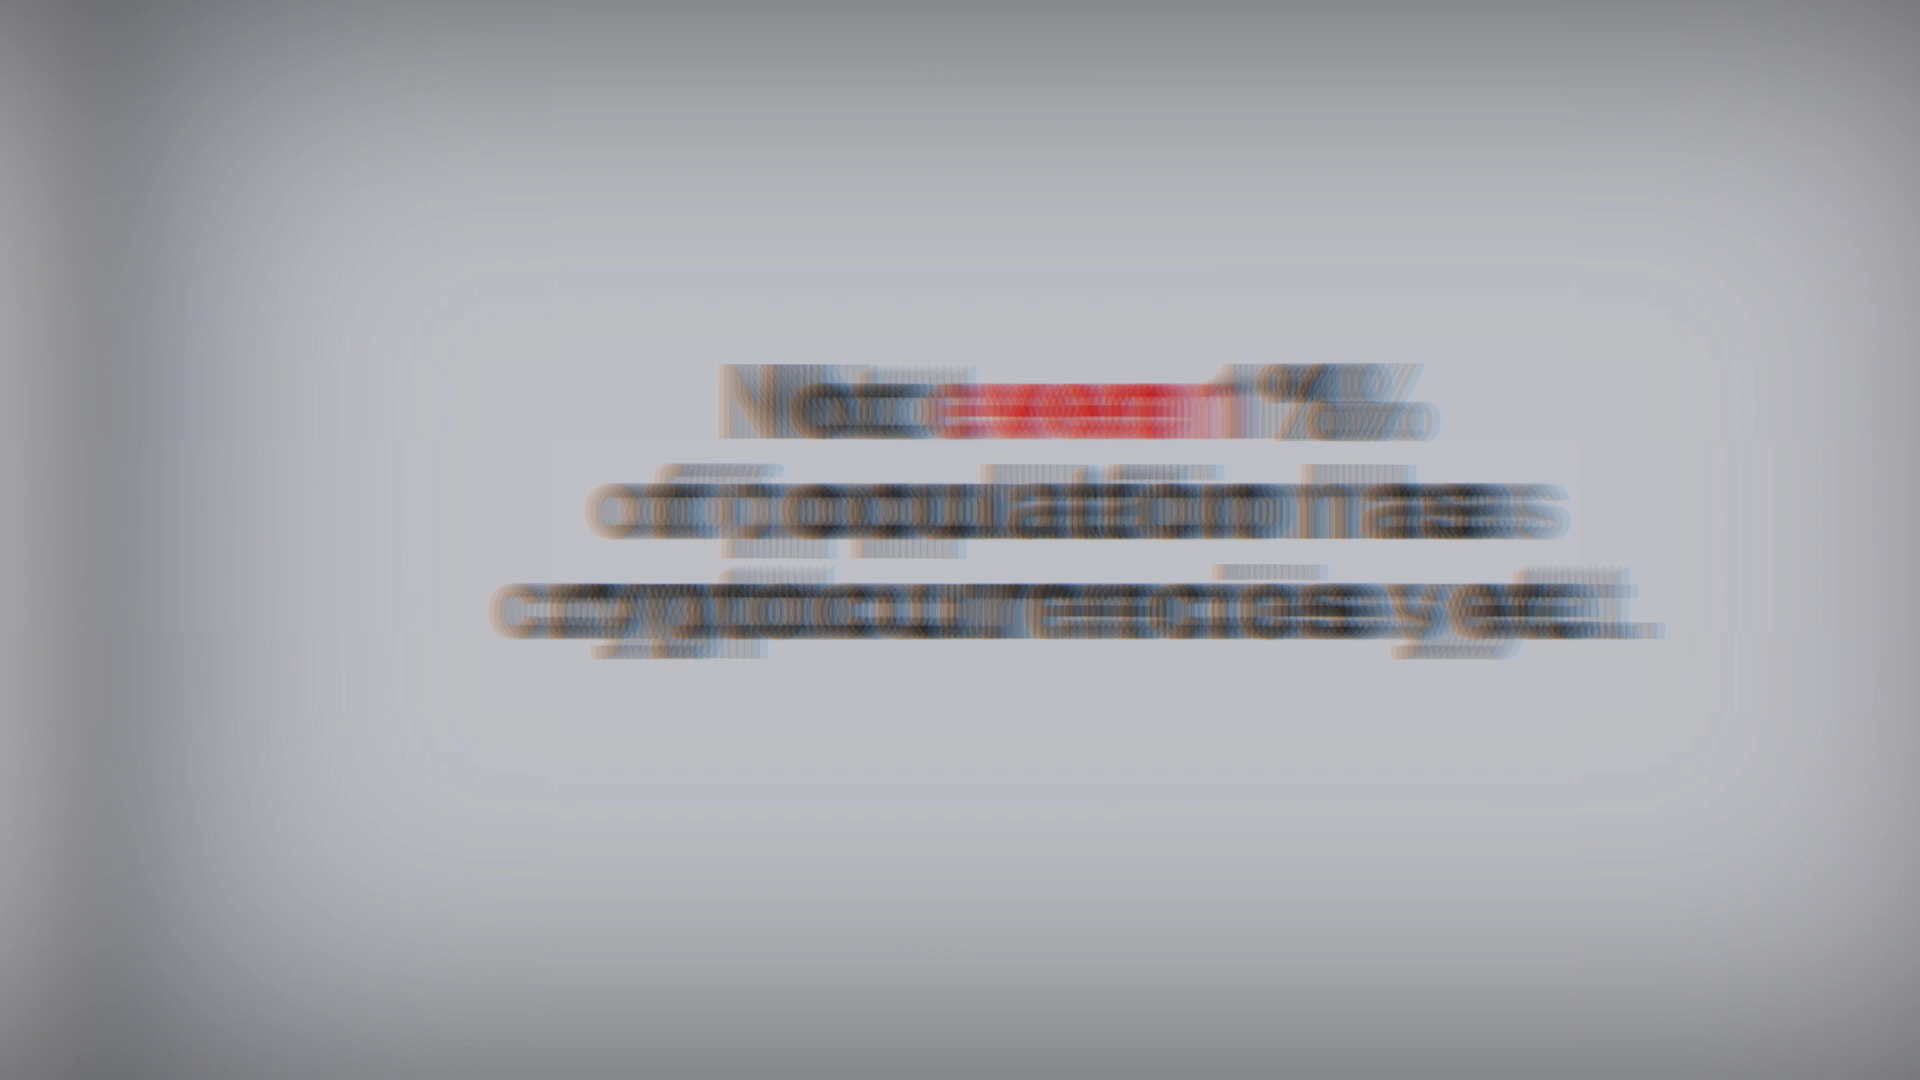 Not even 1%
of population has
cryptocurrencies yet.